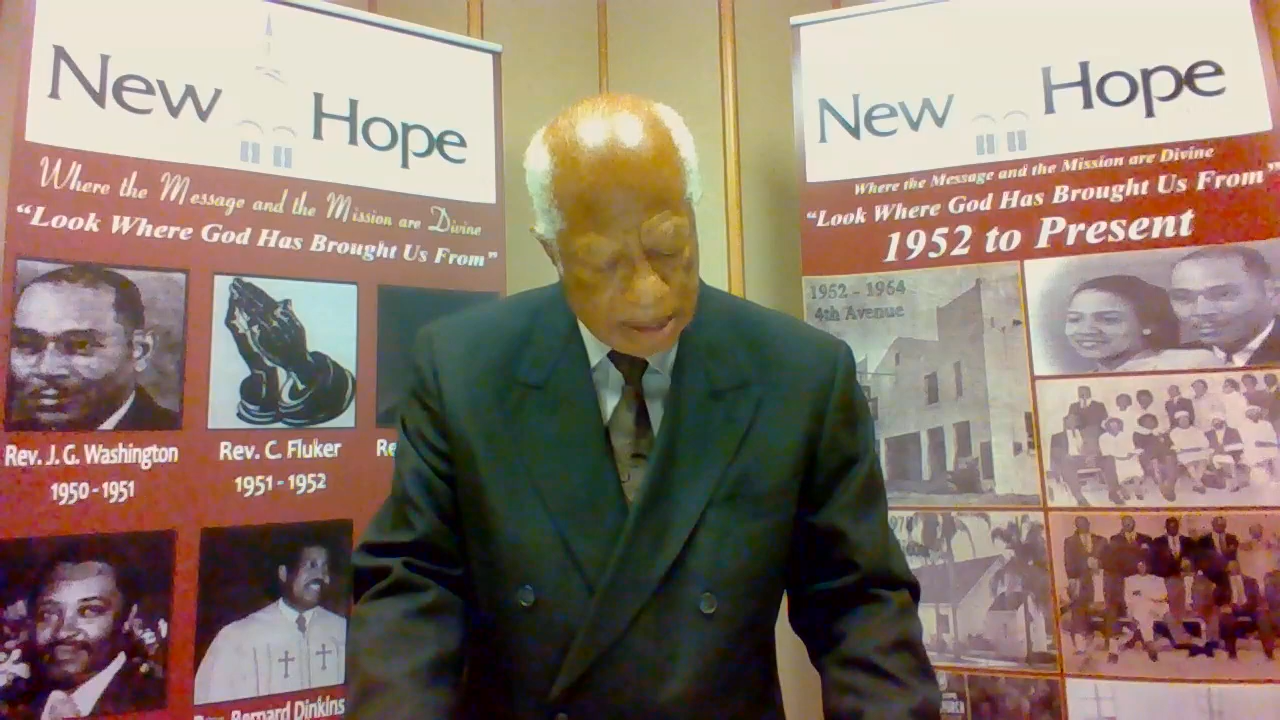 New Hope
Where the Message and the Mission are Divine
“Look Where God Has Brought Us From”
Rev. J. G. Washington
1950 - 1951
Rev. C. Fluker
1951 - 1952
Bernard Dinkins
New Hope
Where the Message and the Mission are Divine
“Look Where God Has Brought Us From”
1952 to Present
1952 - 1964
4th Avenue